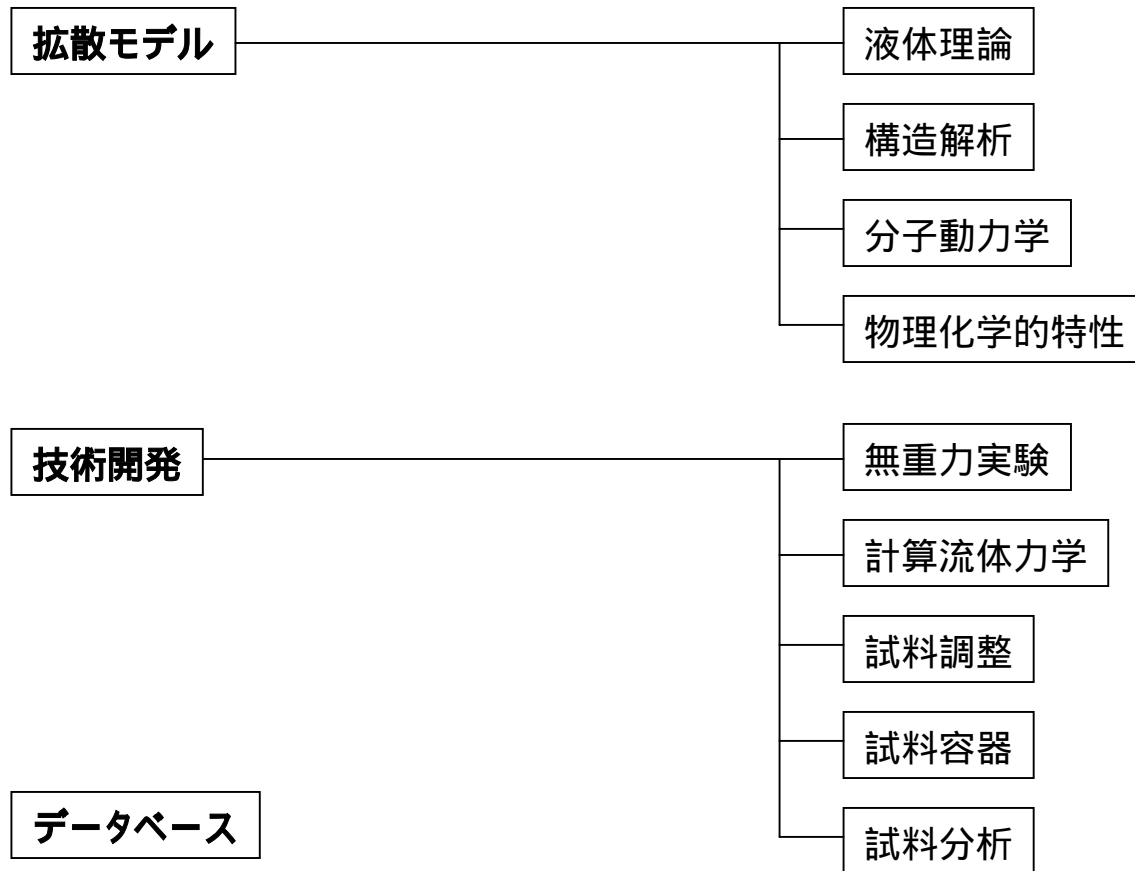 拡散モデル
液体理論
構造解析
分子動力学
物理化学的特性
技術開発
無重力実験
計算流体力学
試料調整
試料容器
データベース
試料分析